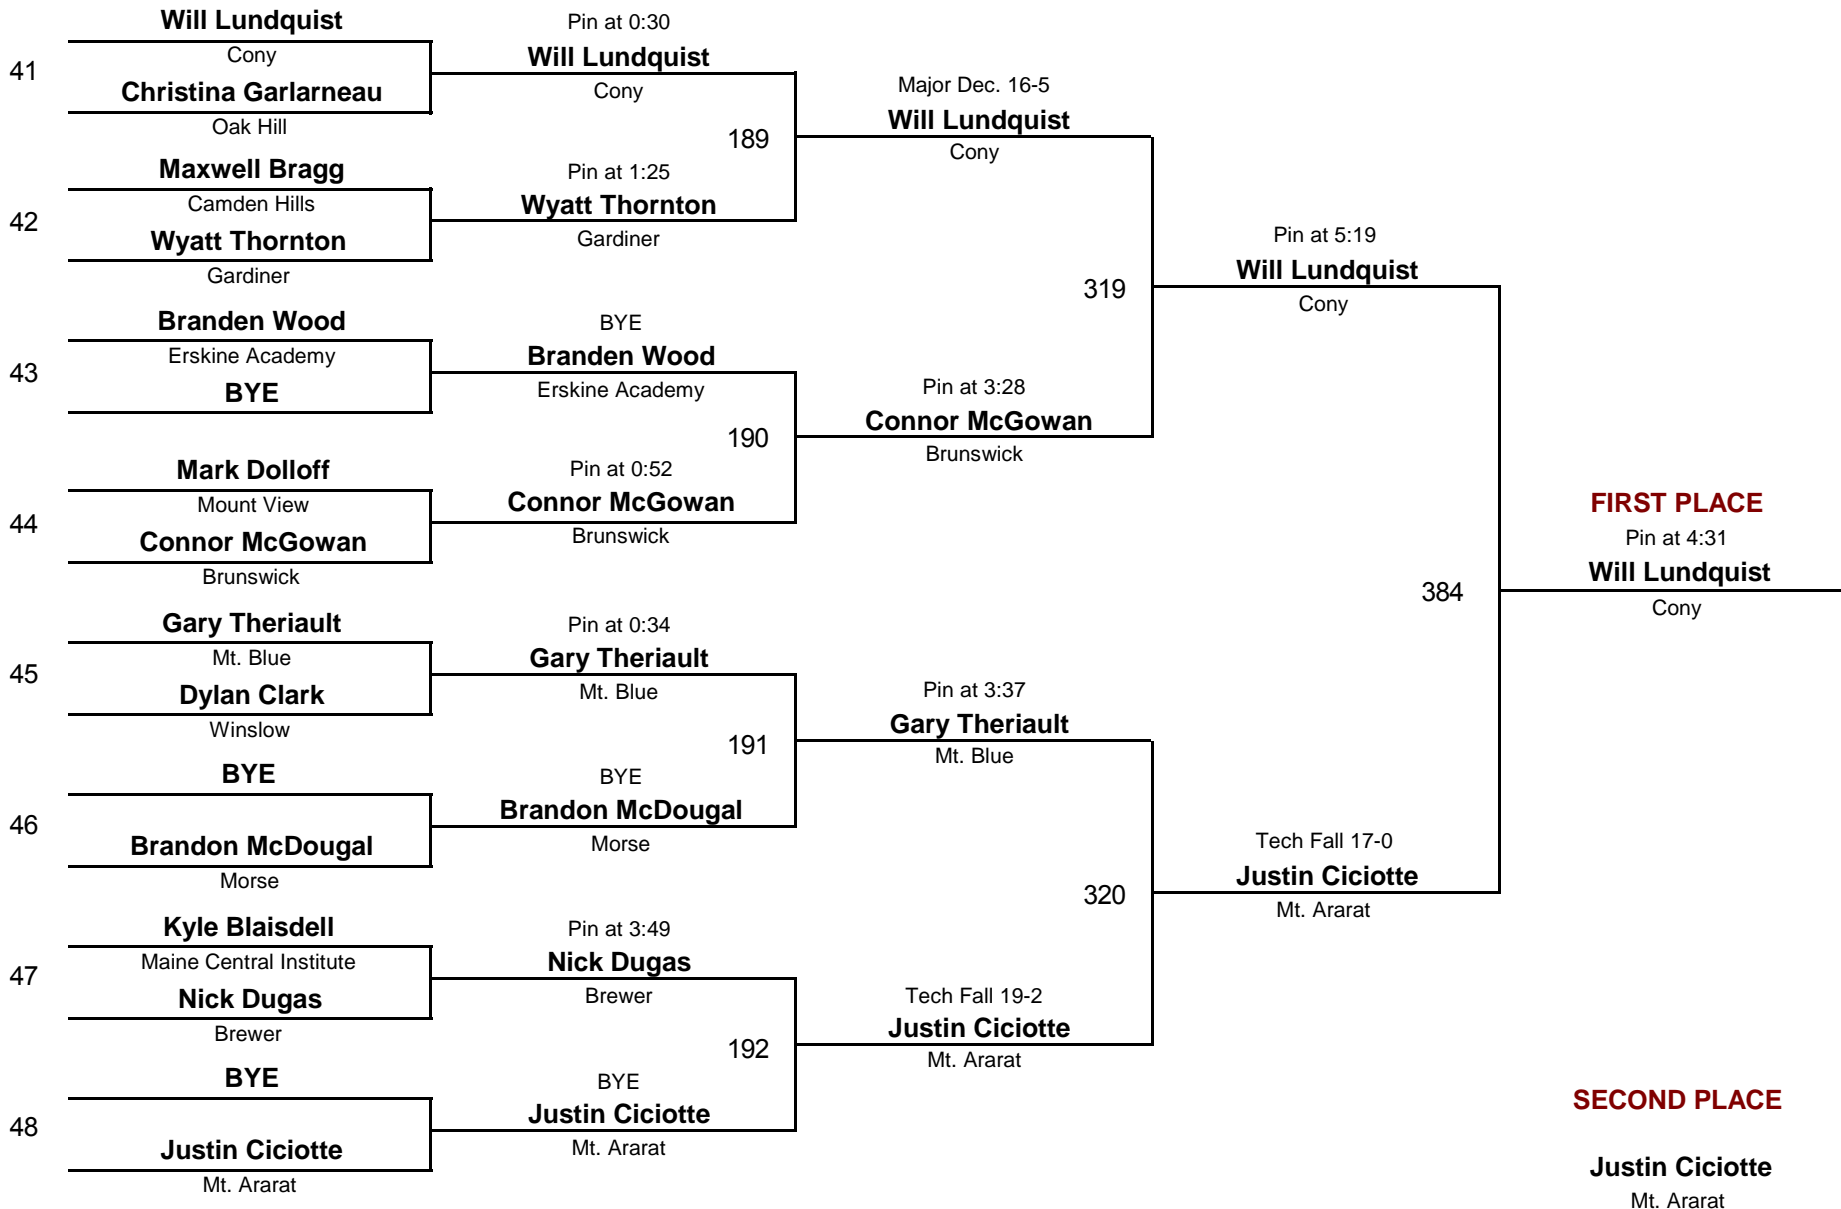 Will Lundquist
Cony
41
Christina Garlarneau
Oak Hill
Pin at 0:30
Will Lundquist
Cony
Maxwell Bragg
Camden Hills
42
Wyatt Thornton
Gardiner
Pin at 1:25
Wyatt Thornton
Gardiner
189
Major Dec. 16-5
Will Lundquist
Cony
Branden Wood
Erskine Academy
43
BYE
BYE
Branden Wood
Erskine Academy
Mark Dolloff
Mount View
44
Connor McGowan
Brunswick
Pin at 0:52
Connor McGowan
Brunswick
190
Pin at 3:28
Connor McGowan
Brunswick
319
Pin at 5:19
Will Lundquist
Cony
Gary Theriault
Mt. Blue
45
Dylan Clark
Winslow
Pin at 0:34
Gary Theriault
Mt. Blue
BYE
46
Brandon McDougal
Morse
BYE
Brandon McDougal
Morse
191
Pin at 3:37
Gary Theriault
Mt. Blue
Kyle Blaisdell
Maine Central Institute
47
Nick Dugas
Brewer
Pin at 3:49
Nick Dugas
Brewer
BYE
48
Justin Ciciotte
Mt. Ararat
BYE
Justin Ciciotte
Mt. Ararat
192
Tech Fall 19-2
Justin Ciciotte
Mt. Ararat
320
Tech Fall 17-0
Justin Ciciotte
Mt. Ararat
384
FIRST PLACE
Pin at 4:31
Will Lundquist
Cony
SECOND PLACE
Justin Ciciotte
Mt. Ararat